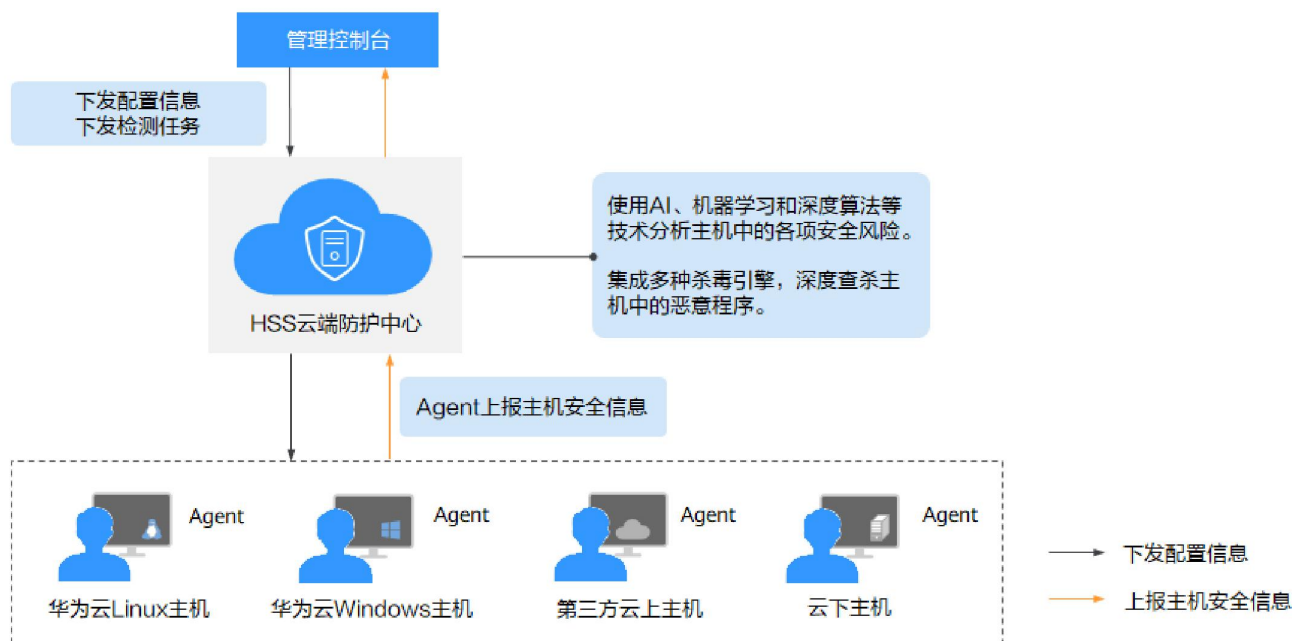 管理控制台
下发配置信息
下发检测任务
使用AI、机器学习和深度算法等
技术分析主机中的各项安全风险。
集成多种杀毒引擎，深度查杀主
机中的恶意程序。
HSS云端防护中心
Agent上报主机安全信息
Agent
Agent
Agent
Agent
华为云Linux主机
华为云Windows主机
第三方云上主机
云下主机
下发配置信息
上报主机安全信息